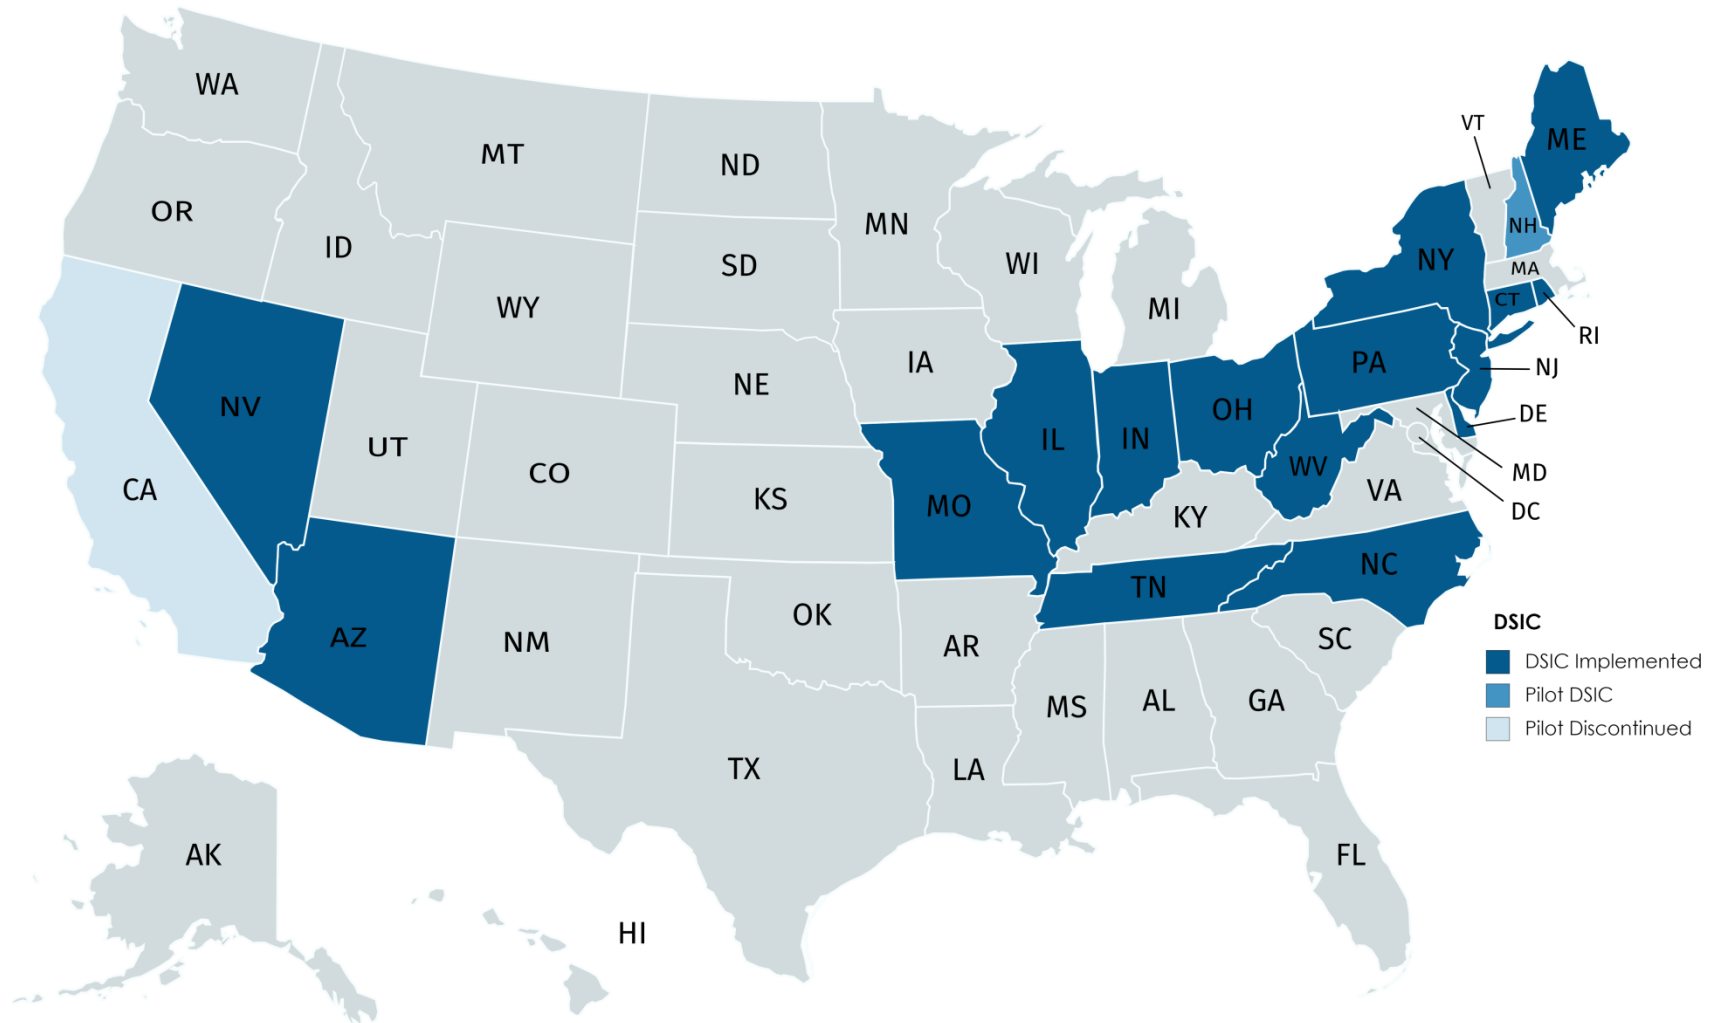 WA
MT
ND
MN
VT
ME
OR
ID
SD
WI
MI
NY
NH
MA
CT
RI
WY
IA
NE
PA
NJ
NV
UT
CO
CA
KS
MO
IL
IN
OH
WV
DE
MD
DC
VA
KY
NC
TN
AZ
NM
OK
AR
SC
MS
AL
GA
TX
LA
FL
AK
HI
DSIC
DSIC Implemented
Pilot DSIC
Pilot Discontinued